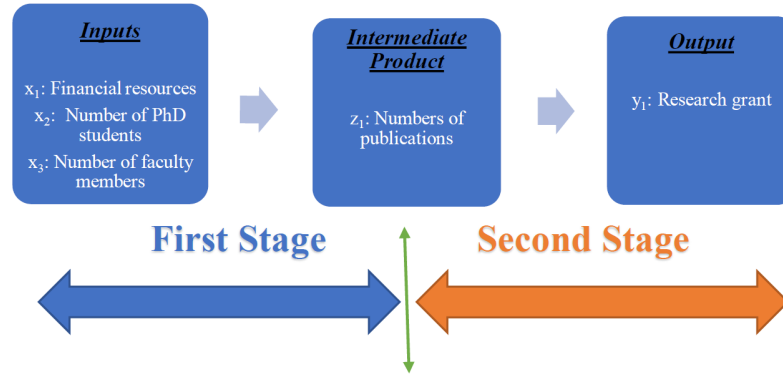 Inputs
x₁: Financial resources
x₂: Number of PhD
students
x₃: Number of faculty
members
Intermediate
Product
z₁: Numbers of
publications
Output
y₁: Research grant
First Stage
Second Stage